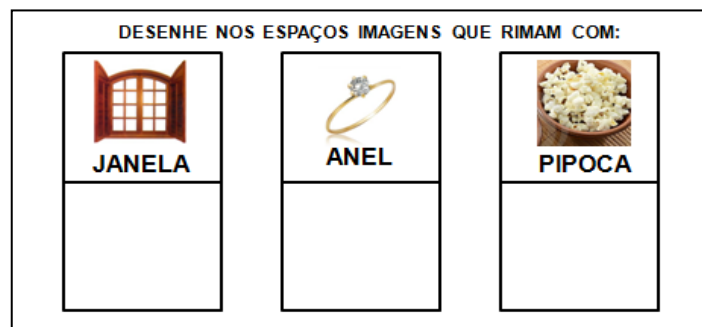 DESENHE NOS ESPAÇOS IMAGENS QUE RIMAM COM:
JANELA
ANEL
PIPOCA